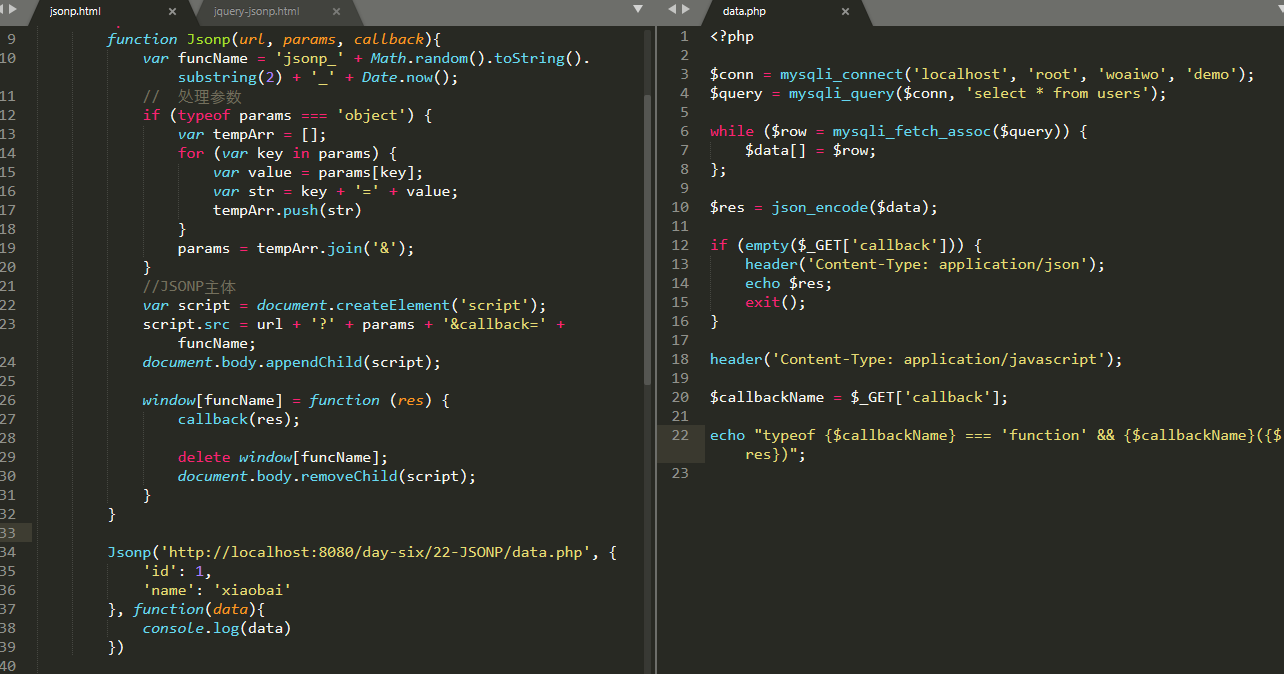 jsonp.html
jquery-jsonp.html
9 function Jsonp(url, params, callback){
10 var funcName = 'jsonp_' + Math.random().toString().
substring(2) + '_' + Date.now();
11 // 处理参数
12 if (typeof params === 'object') {
13 var tempArr = [];
14 for (var key in params) {
15 var value = params[key];
16 var str = key + '=' + value;
17 tempArr.push(str)
18 }
19 params = tempArr.join('&');
20 }
21 //JSONP主体
22 var script = document.createElement('script');
23 script.src = url + '?' + params + '&callback=' +
funcName;
24 document.body.appendChild(script);
25
26 window[funcName] = function (res) {
27 callback(res);
28
29 delete window[funcName];
30 document.body.removeChild(script);
31 }
32 }
33
34 Jsonp('http://localhost:8080/day-six/22-JSONP/data.php', {
35 'id': 1,
36 'name': 'xiaobai'
37 }, function(data){
38 console.log(data)
39 })
40
data.php
1 <?php
2
3 $conn = mysqli_connect('localhost', 'root', 'woaiwo', 'demo');
4 $query = mysqli_query($conn, 'select * from users');
5
6 while ($row = mysqli_fetch_assoc($query)) {
7 $data[] = $row;
8 };
9
10 $res = json_encode($data);
11
12 if (empty($_GET['callback'])) {
13 header('Content-Type: application/json');
14 echo $res;
15 exit();
16 }
17
18 header('Content-Type: application/javascript');
19
20 $callbackName = $_GET['callback'];
21
22 echo "typeof {$callbackName} === 'function' && {$callbackName}({$
res})";
23